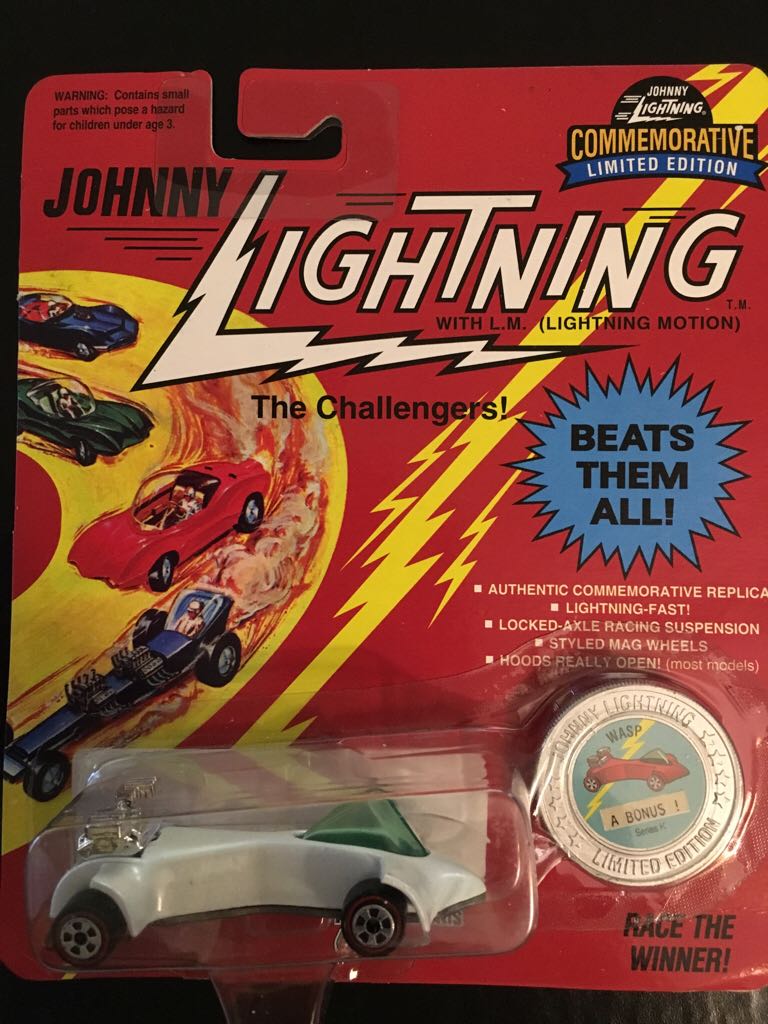 WARNING: Contains small
parts which pose a hazard
for children under age 3.
JOHNNY
LIGHTNING®
COMMEMORATIVE
LIMITED EDITION
JOHNNY
LIGHTNING
T.M.
WITH L.M. (LIGHTNING MOTION)
The Challengers!
BEATS
THEM
ALL!
■ AUTHENTIC COMMEMORATIVE REPLICA
■ LIGHTNING-FAST!
■ LOCKED-AXLE RACING SUSPENSION
■ STYLED MAG WHEELS
■ HOODS REALLY OPEN! (most models)
JOHNNY LIGHTNING
WASP
A BONUS !
Series K
LIMITED EDITION
RACE THE
WINNER!